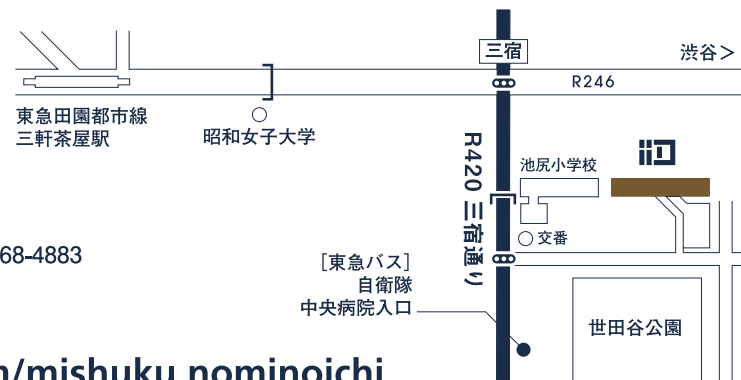 三宿
渋谷＞
R246
東急田園都市線
三軒茶屋駅
昭和女子大学
R420 三宿通り
池尻小学校
交番
68-4883
［東急バス］
自衛隊
中央病院入口
世田谷公園
n/mishuku nominoichi